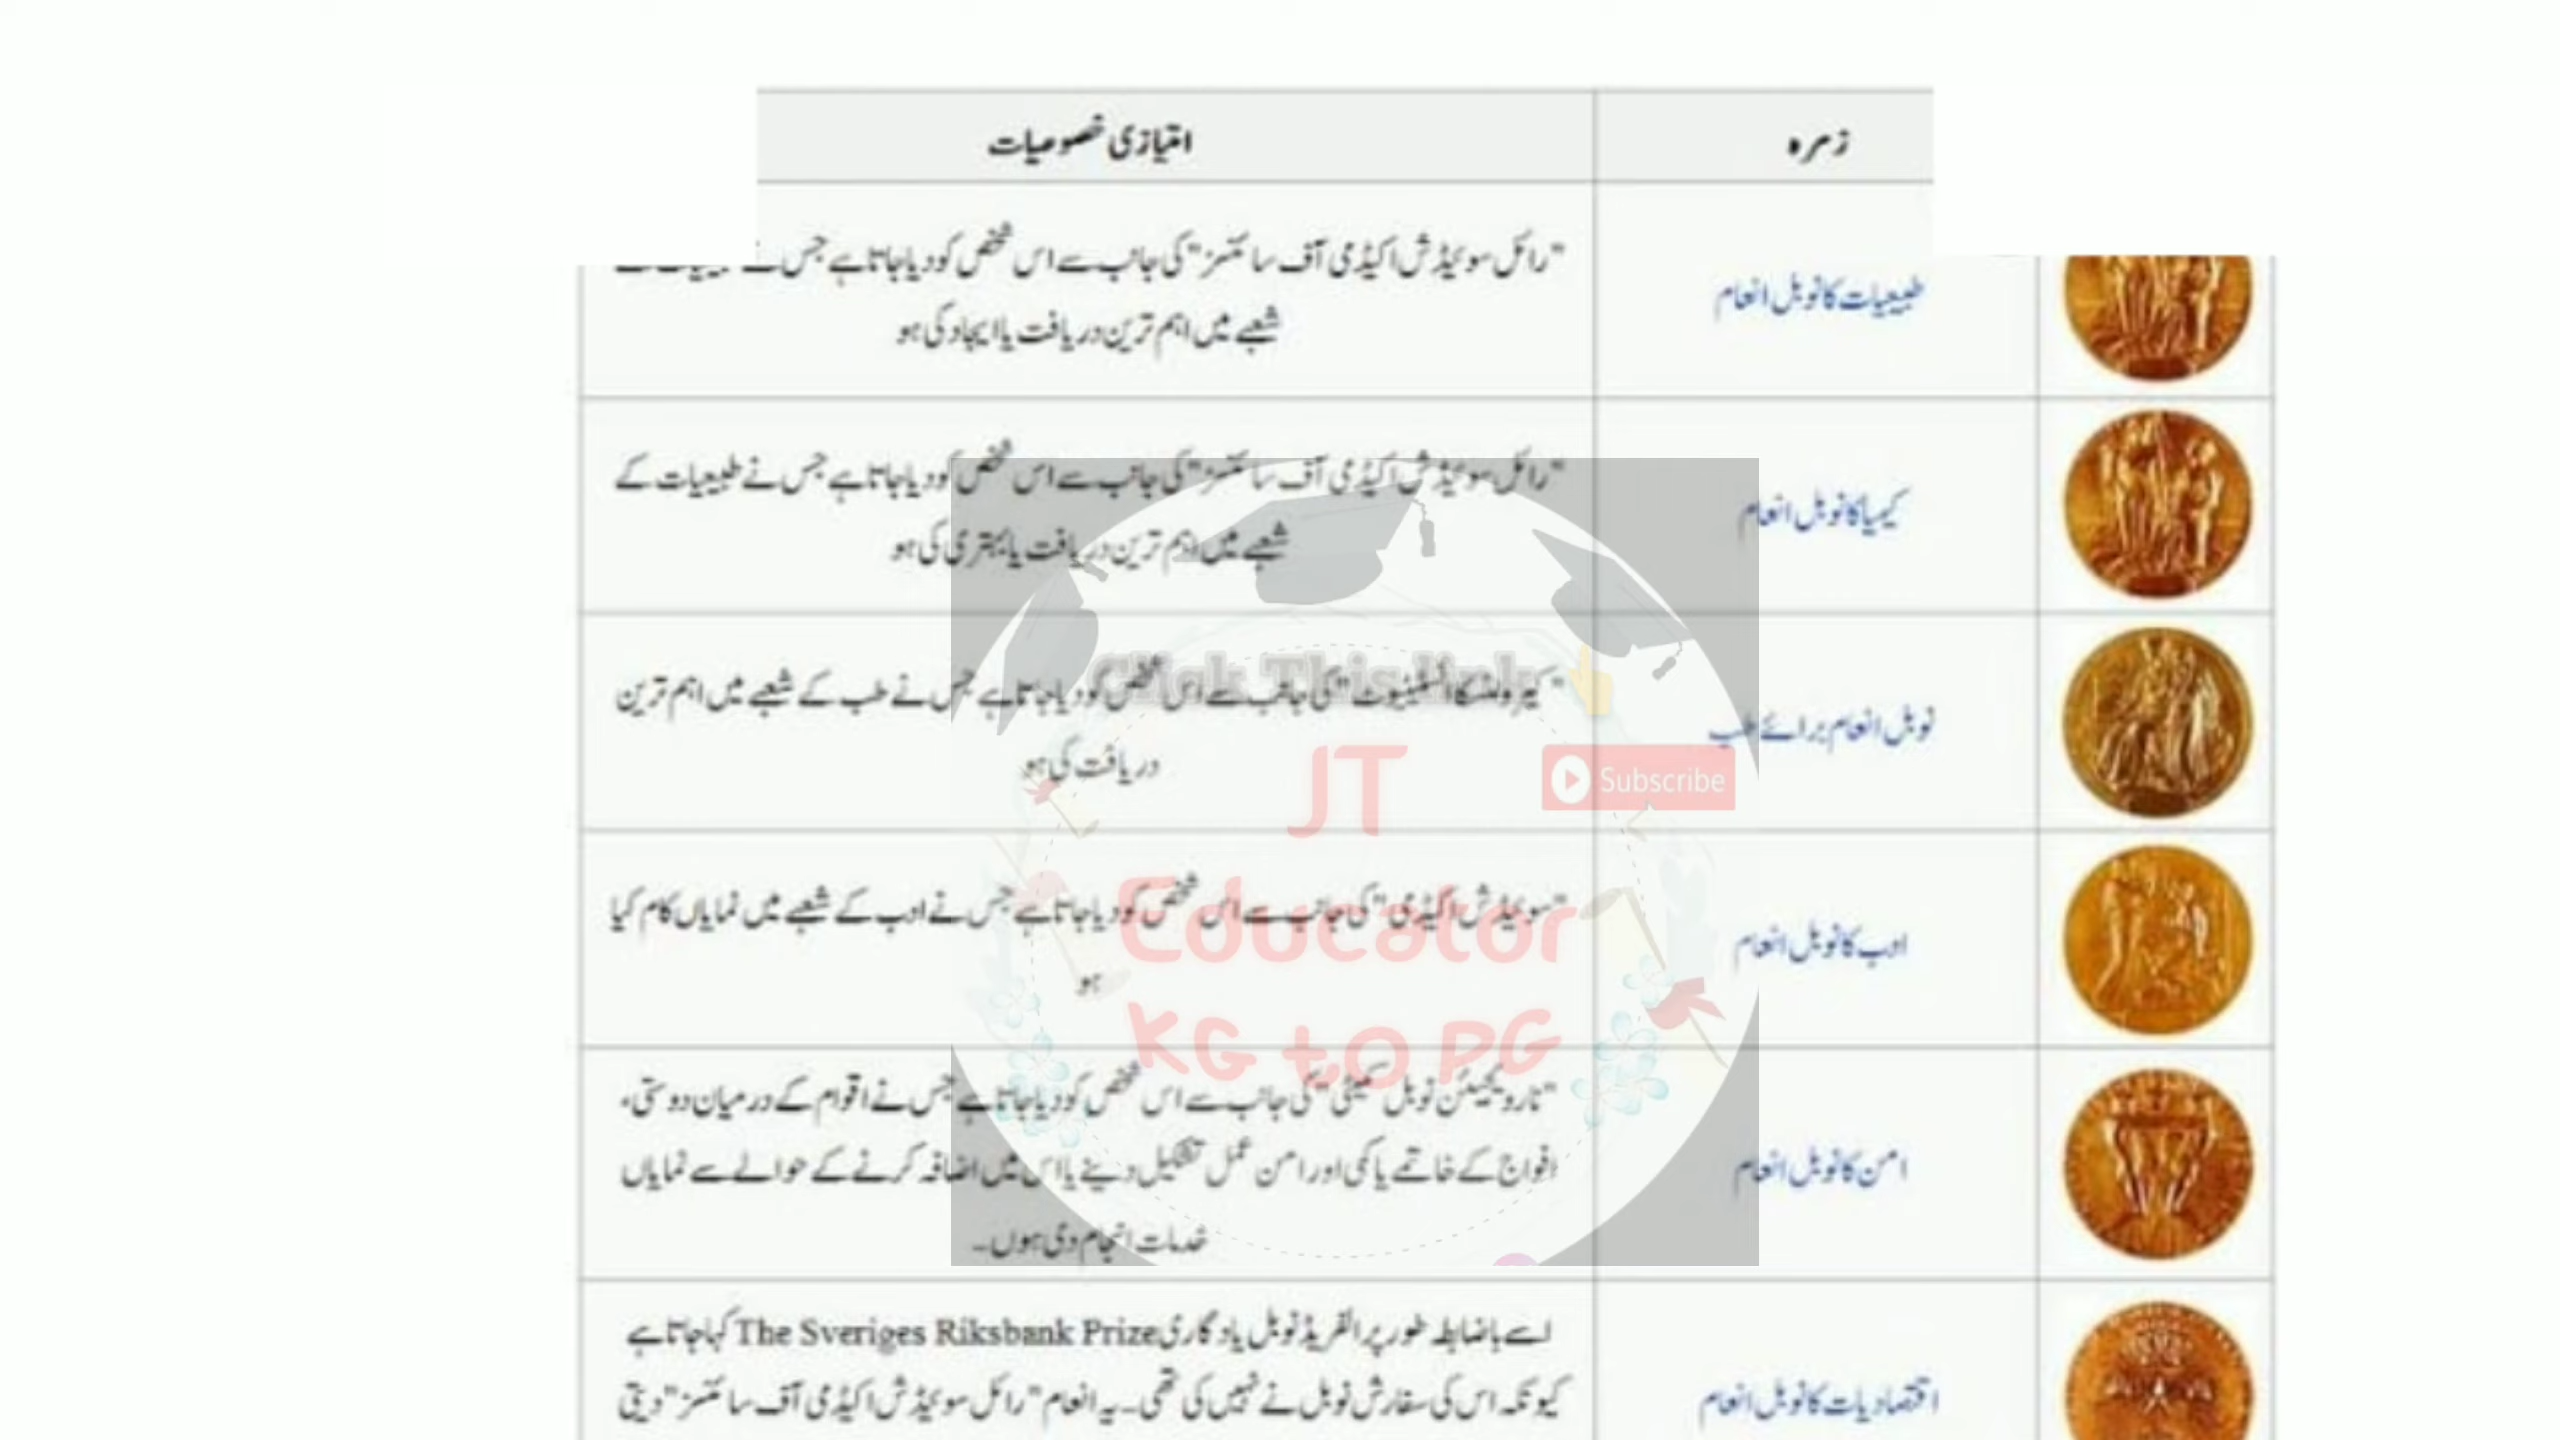 زمرہ
امتیازی خصوصیات
طبیعیات کا نوبل انعام
"رائل سوئیڈش اکیڈمی آف سائنسز" کی جانب سے اس شخص کو دیا جاتا ہے جس
شعبے میں اہم ترین دریافت یا ایجاد کی ہو
کیمیا کا نوبل انعام
"رائل سوئیڈش اکیڈمی آف سائنسز" کی جانب سے اس شخص کو دیا جاتا ہے جس نے طبیعیات کے
شعبے میں اہم ترین دریافت یا بہتری کی ہو
نوبل انعام برائے طب
کی جانب سے اس شخص کو دیا جاتا ہے جس نے طب کے شعبے میں اہم ترین
دریافت کی ہو
ادب کا نوبل انعام
"سوئیڈش اکیڈمی" کی جانب سے اس شخص کو دیا جاتا ہے جس نے ادب کے شعبے میں نمایاں کام کیا
ہو
امن کا نوبل انعام
"نارویجیئن نوبل کمیٹی" کی جانب سے اس شخص کو دیا جاتا ہے جس نے اقوام کے درمیان دوستی،
افواج کے خاتمے یا کمی اور امن عمل تشکیل دینے یا اس میں اضافہ کرنے کے حوالے سے نمایاں
خدمات انجام دی ہوں۔
اقتصادیات کا نوبل انعام
اسے باضابطہ طور پر الفریڈ نوبل یادگاری The Sveriges Riksbank Prize کہا جاتا ہے
کیونکہ اس کی سفارش نوبل نے نہیں کی تھی۔ یہ انعام "رائل سوئیڈش اکیڈمی آف سائنسز" دیتی
Click This link
Subscribe
JT
Educator
KG to PG